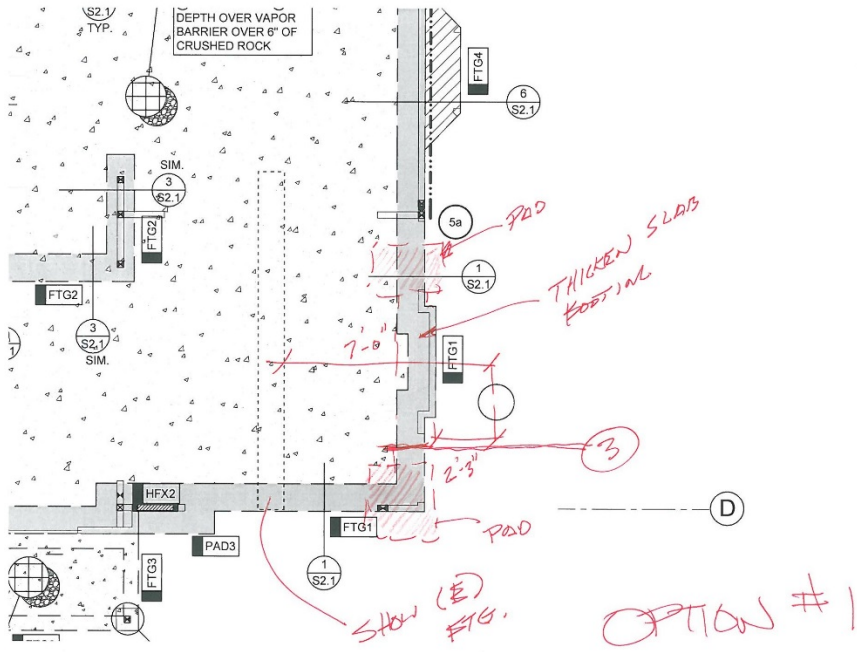 S2.1
TYP.
DEPTH OVER VAPOR
BARRIER OVER 6" OF
CRUSHED ROCK
FTG4
6
S2.1
SIM.
3
S2.1
FTG2
5a
PAD
1
S2.1
THICKEN SLAB
FOOTING
FTG2
3
S2.1
SIM.
1
7'-0"
FTG1
3
2'-3"
HFX2
FTG1
PAD3
D
PAD
FTG3
1
S2.1
SHOW (E)
FTG.
OPTION #1